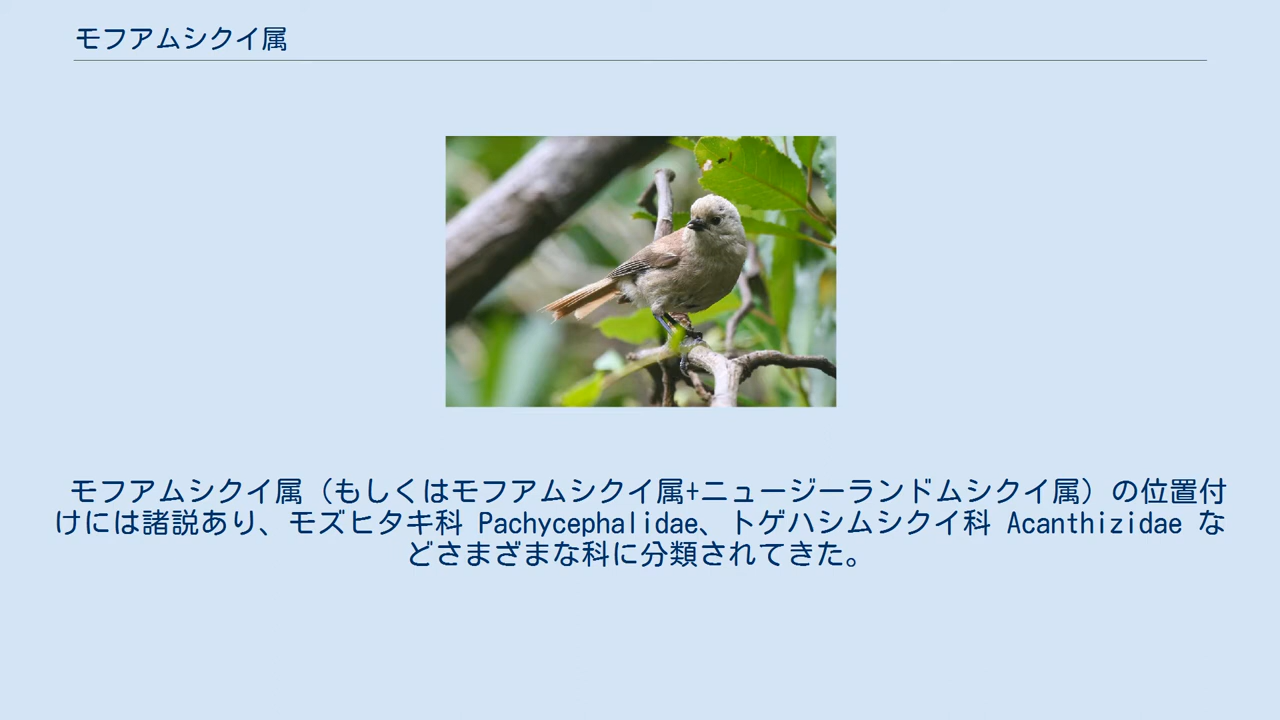 モフアムシクイ属
モフアムシクイ属（もしくはモフアムシクイ属+ニュージーランドムシクイ属）の位置付
けには諸説あり、モズヒタキ科 Pachycephalidae、トゲハシムシクイ科 Acanthizidae な
どさまざまな科に分類されてきた。